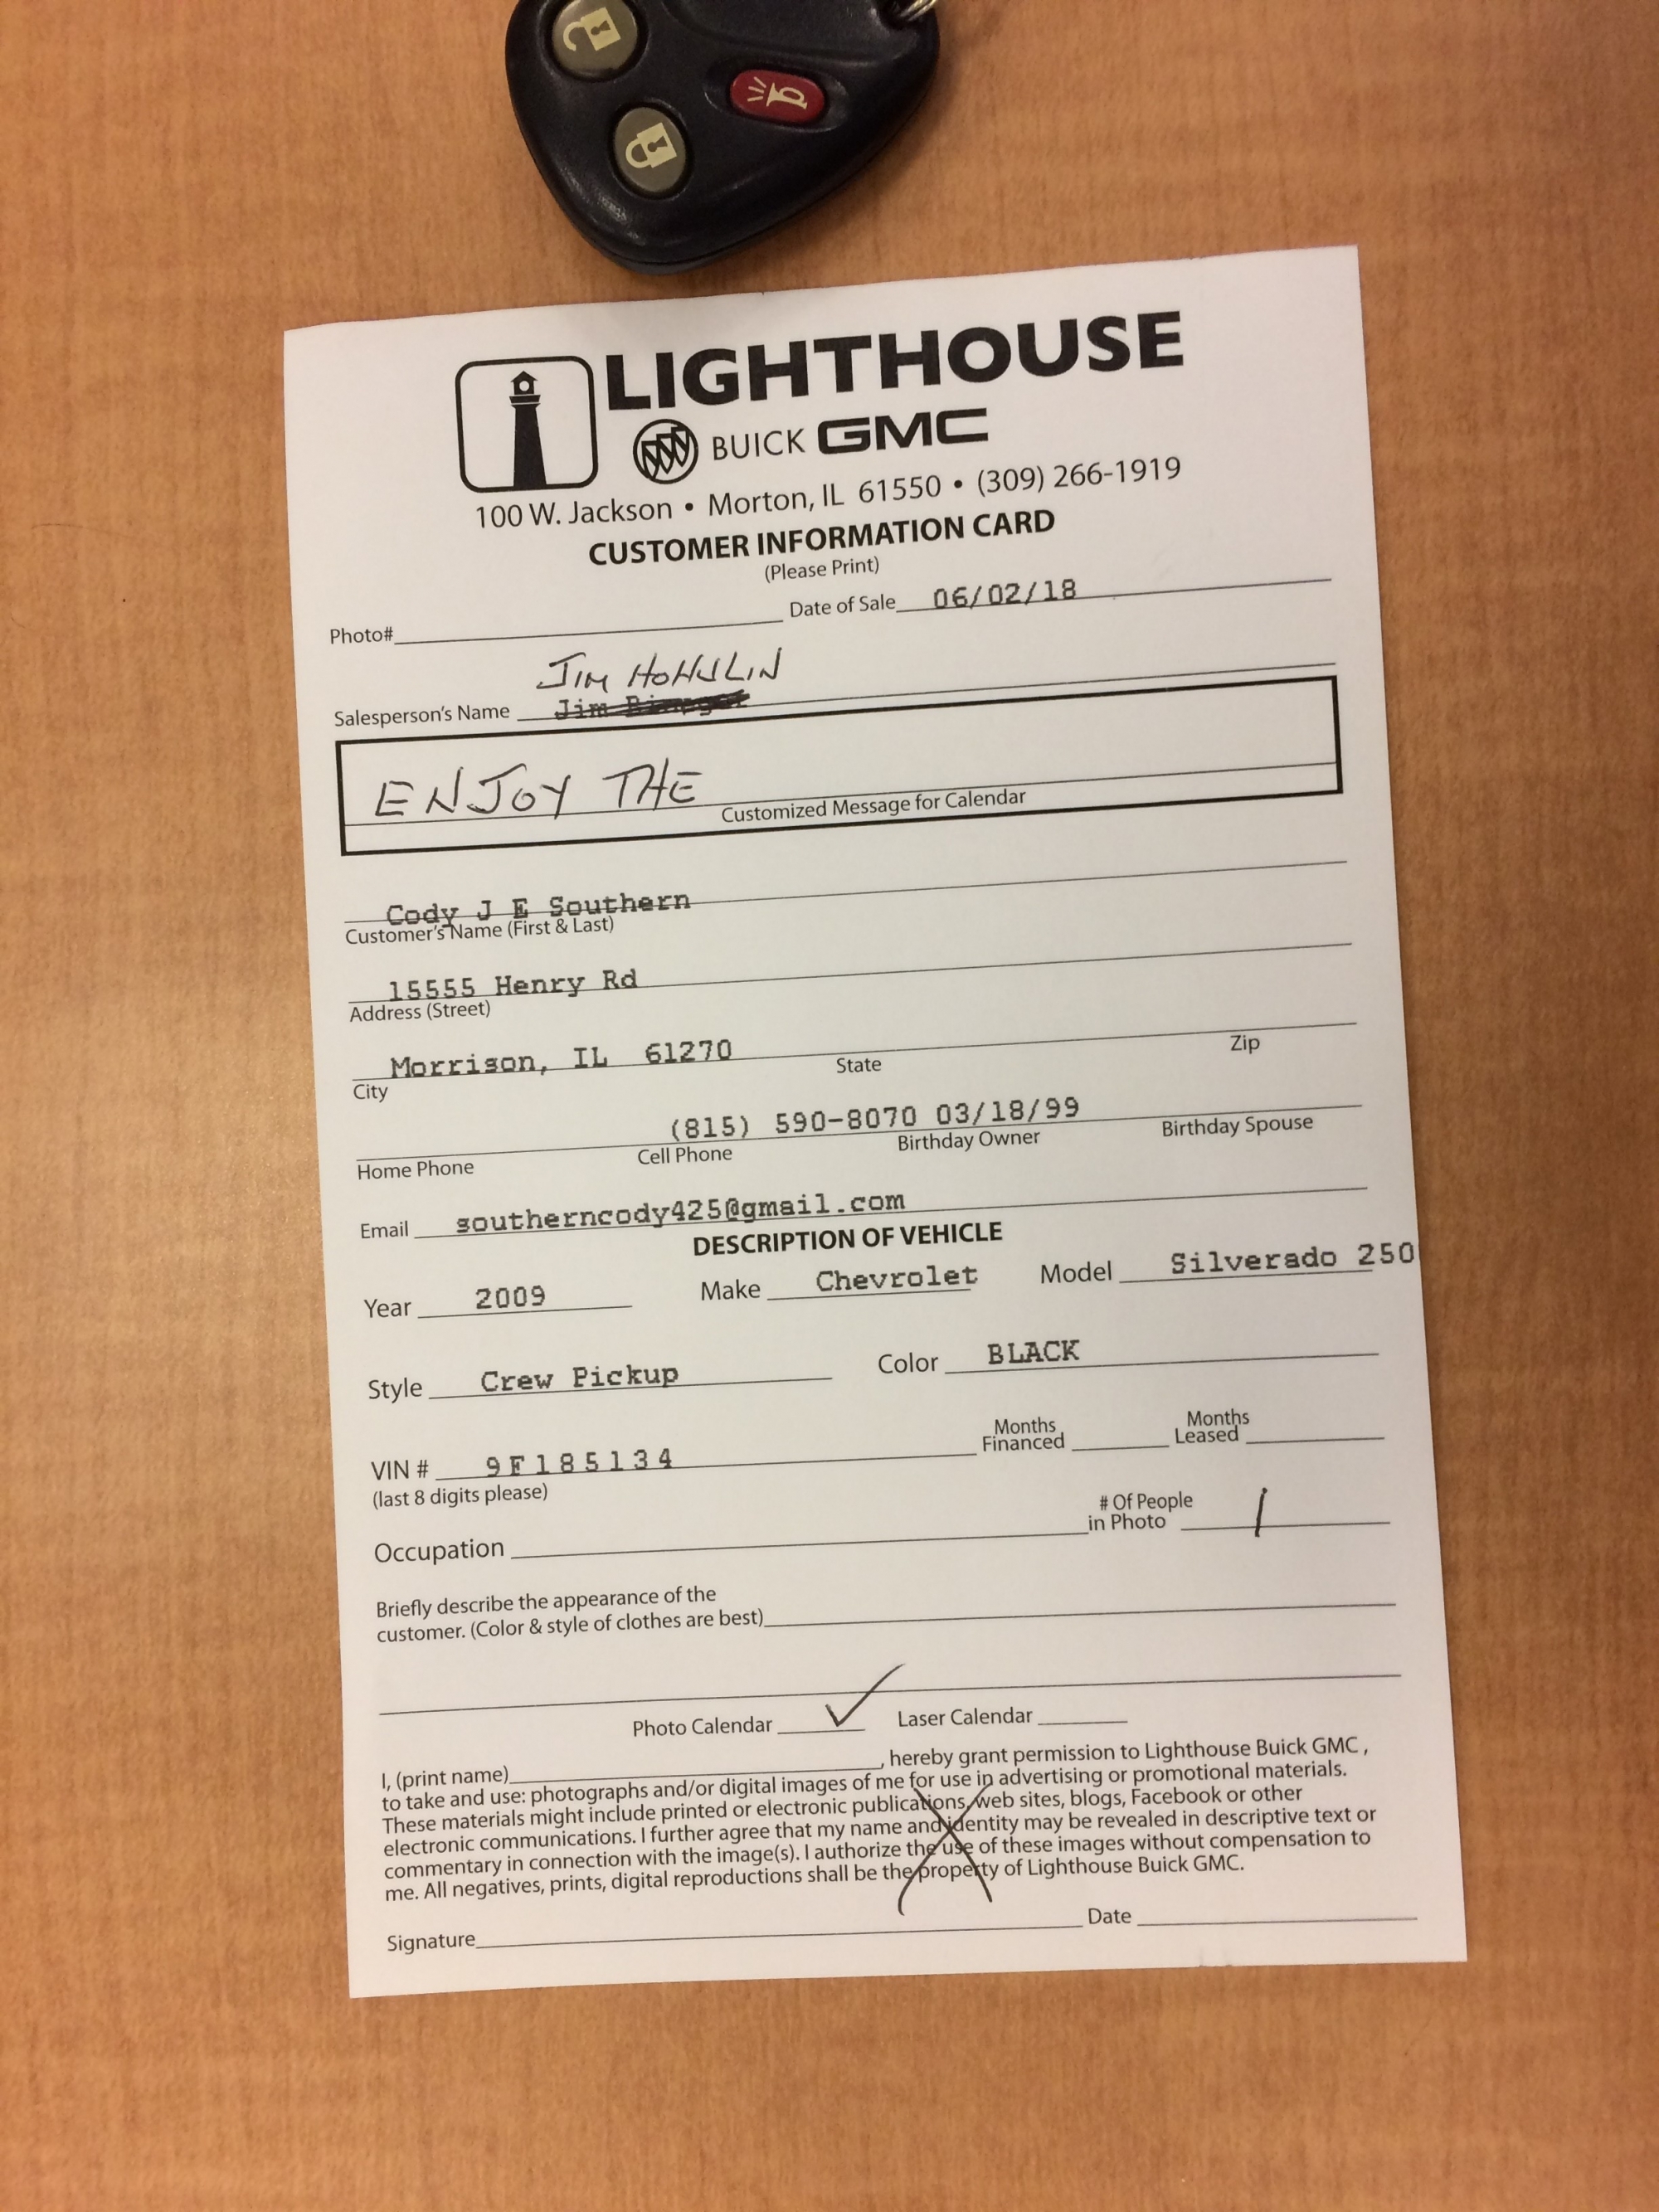 LIGHTHOUSE
BUICK GMC
100 W. Jackson • Morton, IL 61550 • (309) 266-1919
CUSTOMER INFORMATION CARD
(Please Print)
Photo# Date of Sale 06/02/18
JIM HOHULIN
Salesperson's Name Jim
ENJOY THE
Customized Message for Calendar
Cody J E Southern
Customer's Name (First & Last)
15555 Henry Rd
Address (Street)
Morrison, IL 61270
City State Zip
(815) 590-8070 03/18/99
Home Phone Cell Phone Birthday Owner Birthday Spouse
Email southerncody425@gmail.com
DESCRIPTION OF VEHICLE
Year 2009 Make Chevrolet Model Silverado 250
Style Crew Pickup Color BLACK
VIN # 9F185134 Months Financed Months Leased
(last 8 digits please)
Occupation # Of People in Photo 1
Briefly describe the appearance of the
customer. (Color & style of clothes are best)
Photo Calendar ✓ Laser Calendar
I, (print name) , hereby grant permission to Lighthouse Buick GMC ,
to take and use: photographs and/or digital images of me for use in advertising or promotional materials.
These materials might include printed or electronic publications, web sites, blogs, Facebook or other
electronic communications. I further agree that my name and identity may be revealed in descriptive text or
commentary in connection with the image(s). I authorize the use of these images without compensation to
me. All negatives, prints, digital reproductions shall be the property of Lighthouse Buick GMC.
Signature Date